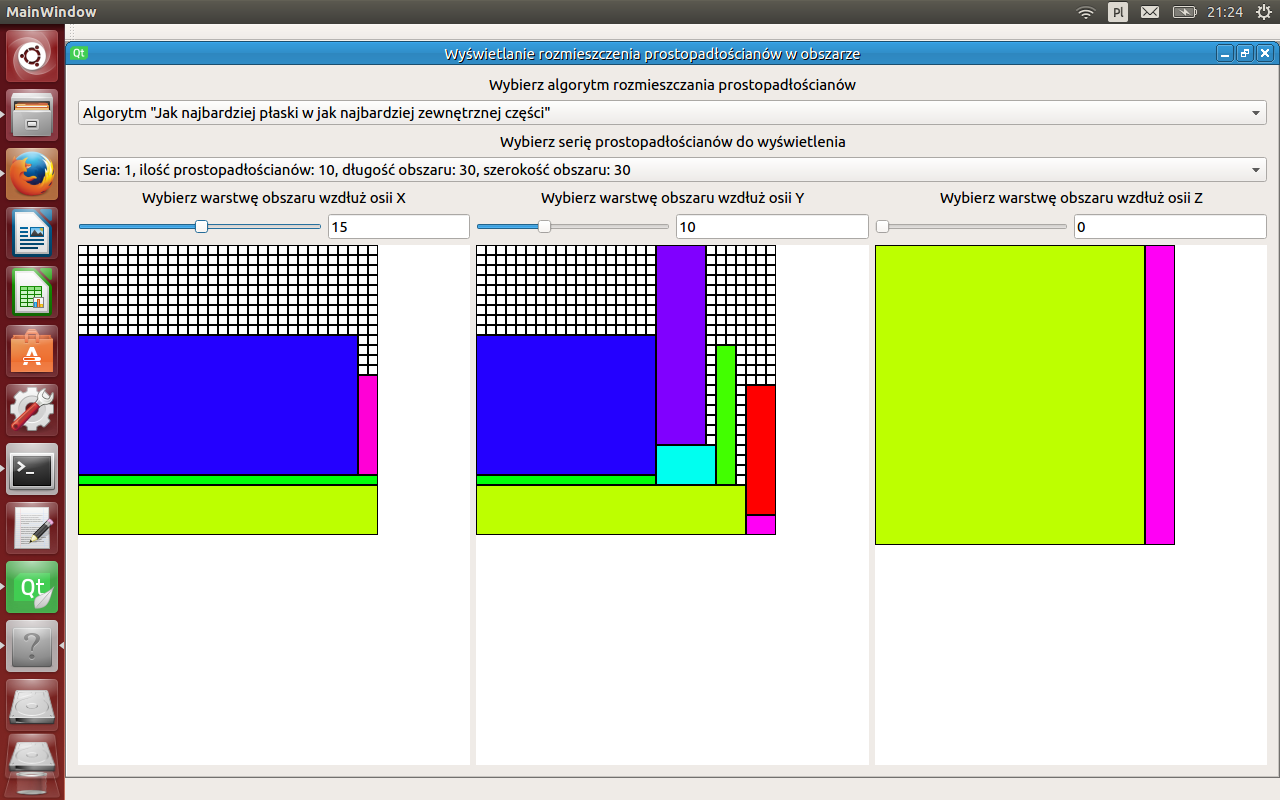 MainWindow
Pl
21:24
Qt
Wyświetlanie rozmieszczenia prostopadłościanów w obszarze
Wybierz algorytm rozmieszczania prostopadłościanów
Algorytm "Jak najbardziej płaski w jak najbardziej zewnętrznej części"
Wybierz serię prostopadłościanów do wyświetlenia
Seria: 1, ilość prostopadłościanów: 10, długość obszaru: 30, szerokość obszaru: 30
Wybierz warstwę obszaru wzdłuż osii X
Wybierz warstwę obszaru wzdłuż osii Y
Wybierz warstwę obszaru wzdłuż osii Z
15
10
0
A
>_
Qt
?